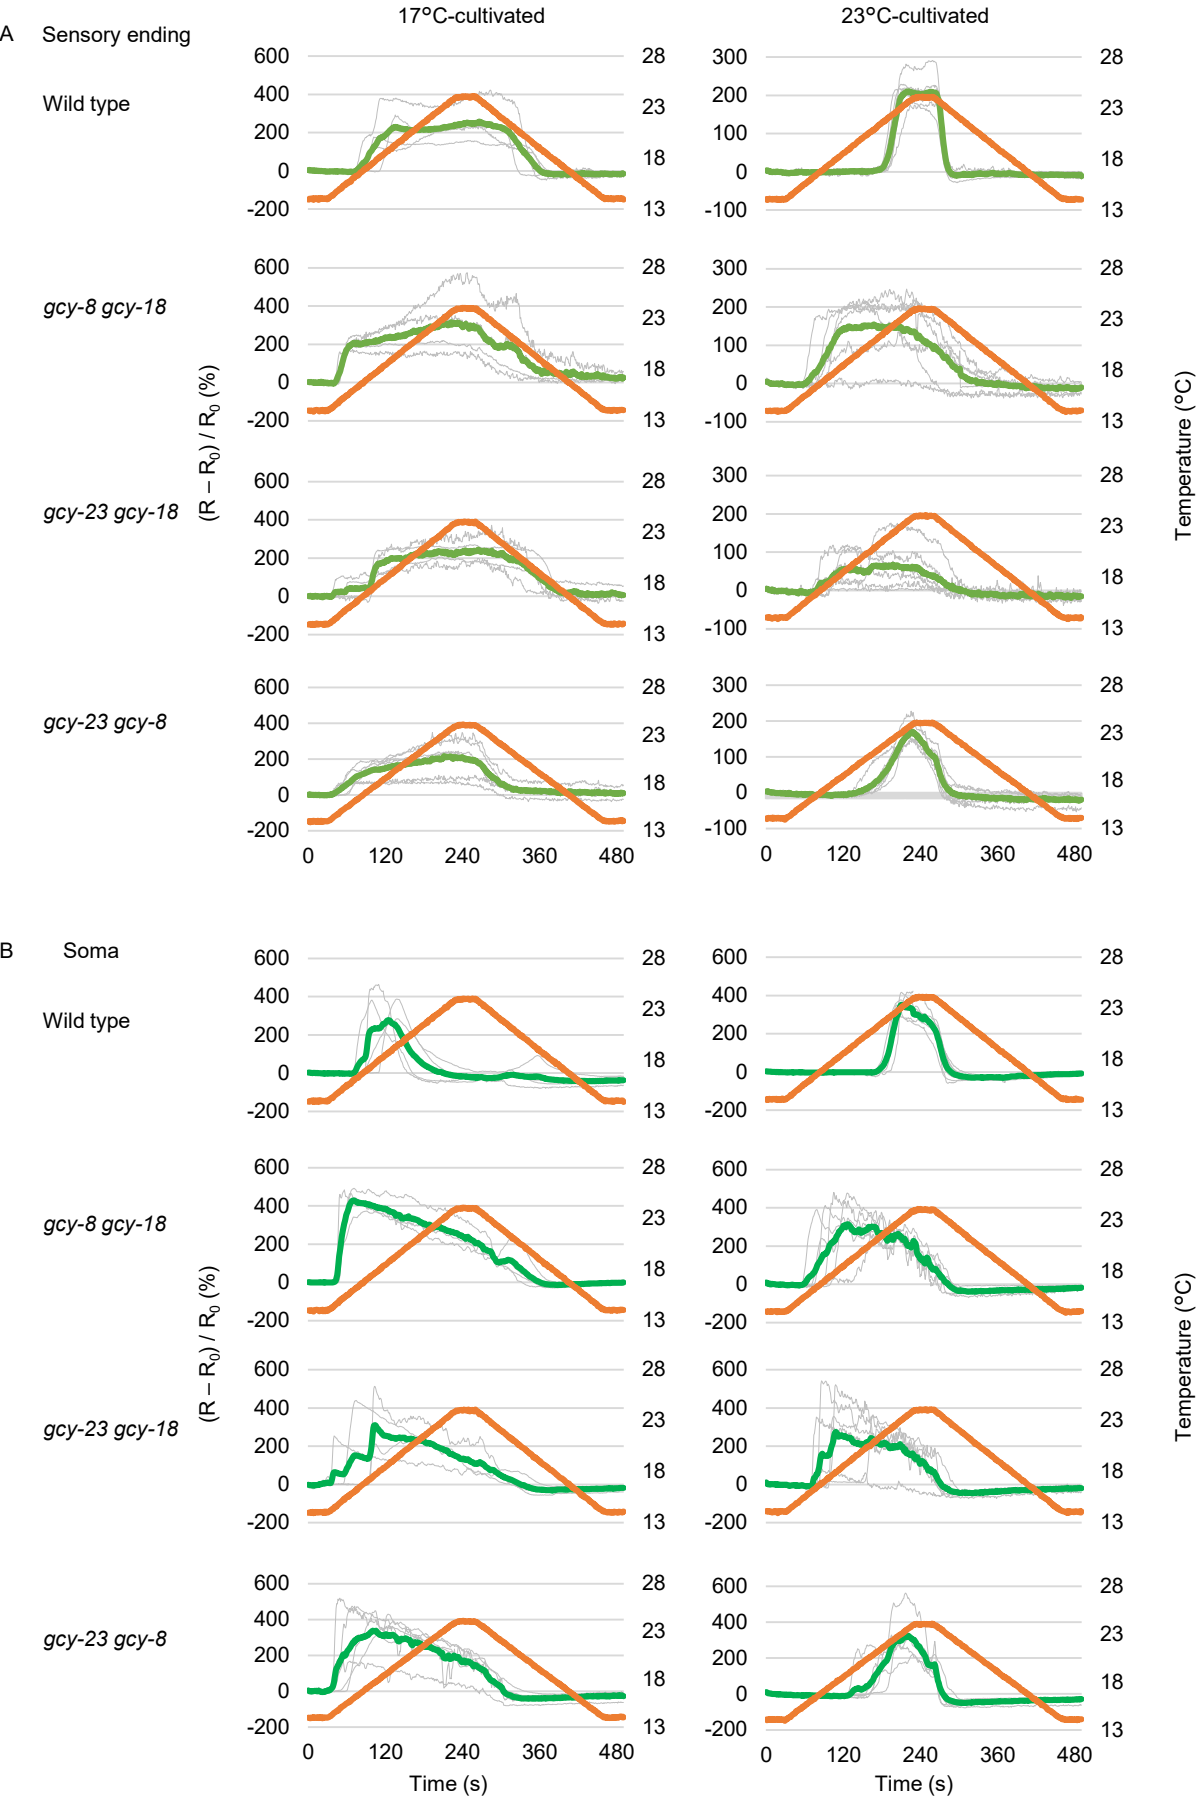 17°C-cultivated 23°C-cultivated
A Sensory ending
Wild type
600 28 300 28
400 23 200 23
200 100
0 18 0 18
-200 13 -100 13
gcy-8 gcy-18
600 28 300 28
400 23 200 23
200 18 100 18
0 0
-200 13 -100 13
(R – R0) / R0 (%)
Temperature (°C)
gcy-23 gcy-18
600 28 300 28
400 23 200 23
200 18 100 18
0 0
-200 13 -100 13
gcy-23 gcy-8
600 28 300 28
400 23 200 23
200 18 100 18
0 0
-200 13 -100 13
0 120 240 360 480 0 120 240 360 480
B Soma
Wild type
600 28 600 28
400 23 400 23
200 18 200 18
0 0
-200 13 -200 13
gcy-8 gcy-18
600 28 600 28
400 23 400 23
200 18 200 18
0 0
-200 13 -200 13
(R – R0) / R0 (%)
Temperature (°C)
gcy-23 gcy-18
600 28 600 28
400 23 400 23
200 18 200 18
0 0
-200 13 -200 13
gcy-23 gcy-8
600 28 600 28
400 23 400 23
200 18 200 18
0 0
-200 13 -200 13
0 120 240 360 480 0 120 240 360 480
Time (s) Time (s)